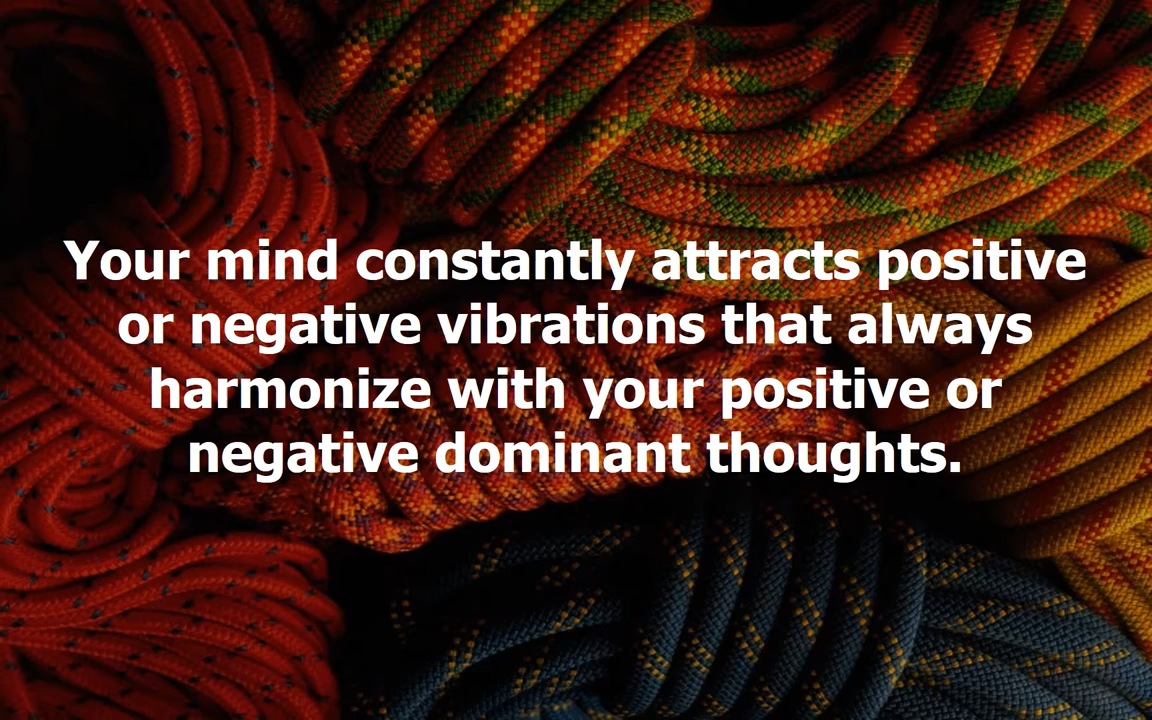 Your mind constantly attracts positive
or negative vibrations that always
harmonize with your positive or
negative dominant thoughts.